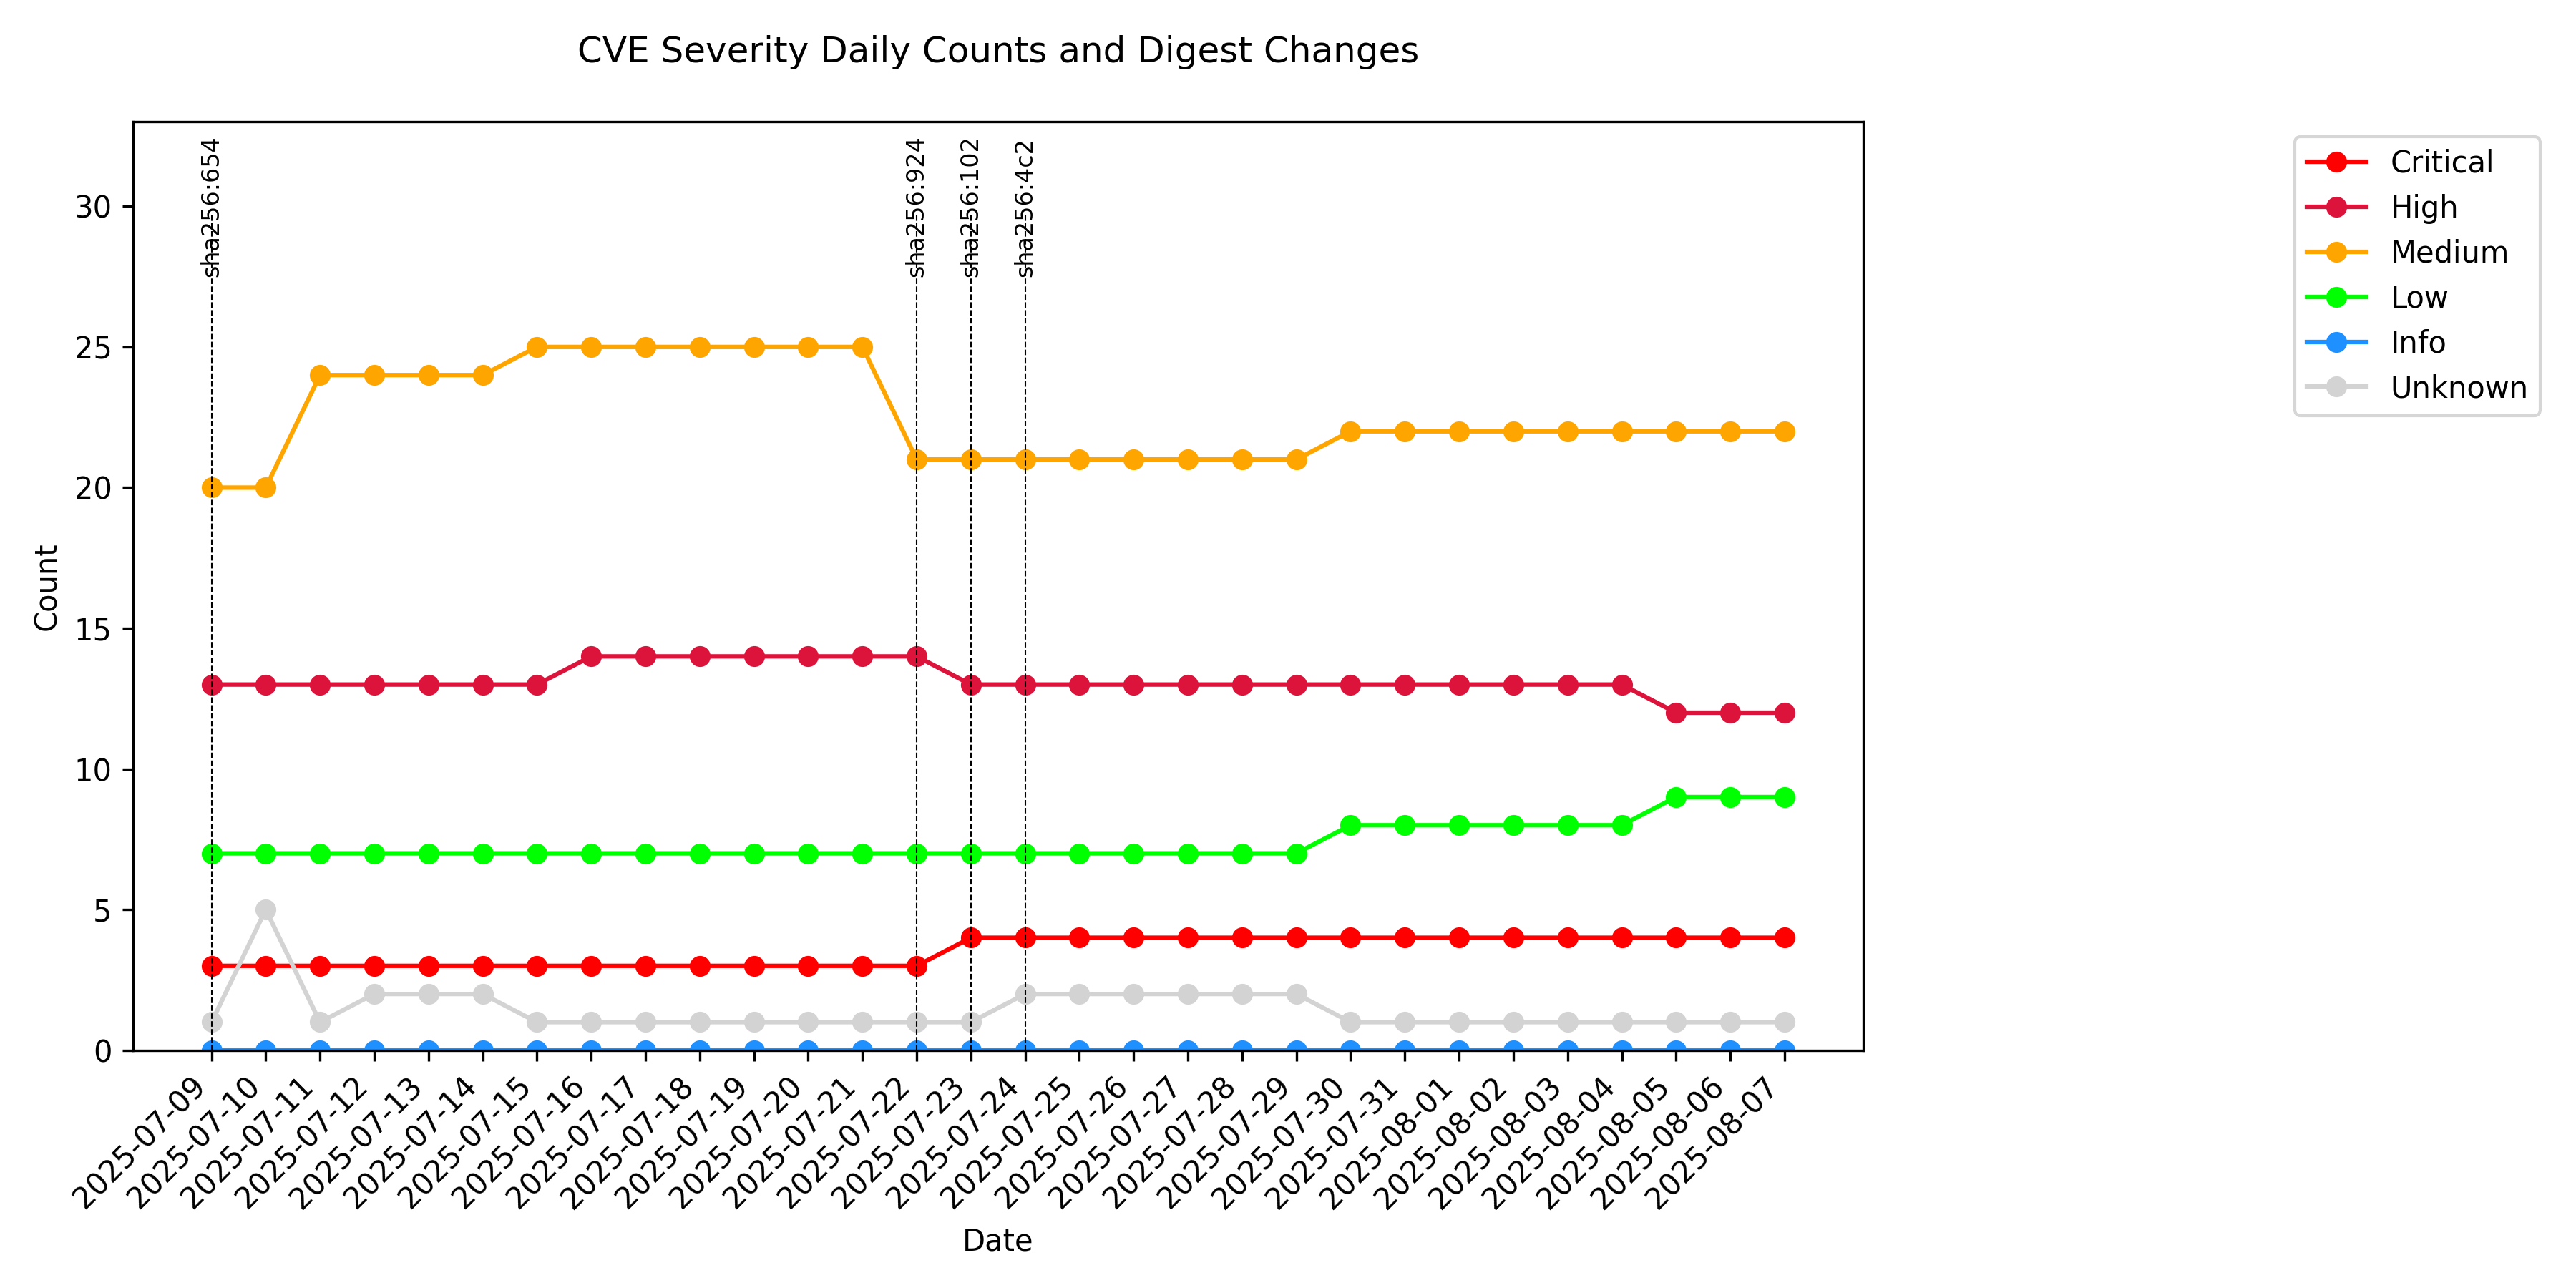 CVE Severity Daily Counts and Digest Changes
sha256:654
sha256:924
sha256:102
sha256:4c2
Critical
High
Medium
Low
Info
Unknown
Count
30
25
20
15
10
5
0
2025-07-09
2025-07-10
2025-07-11
2025-07-12
2025-07-13
2025-07-14
2025-07-15
2025-07-16
2025-07-17
2025-07-18
2025-07-19
2025-07-20
2025-07-21
2025-07-22
2025-07-23
2025-07-24
2025-07-25
2025-07-26
2025-07-27
2025-07-28
2025-07-29
2025-07-30
2025-07-31
2025-08-01
2025-08-02
2025-08-03
2025-08-04
2025-08-05
2025-08-06
2025-08-07
Date